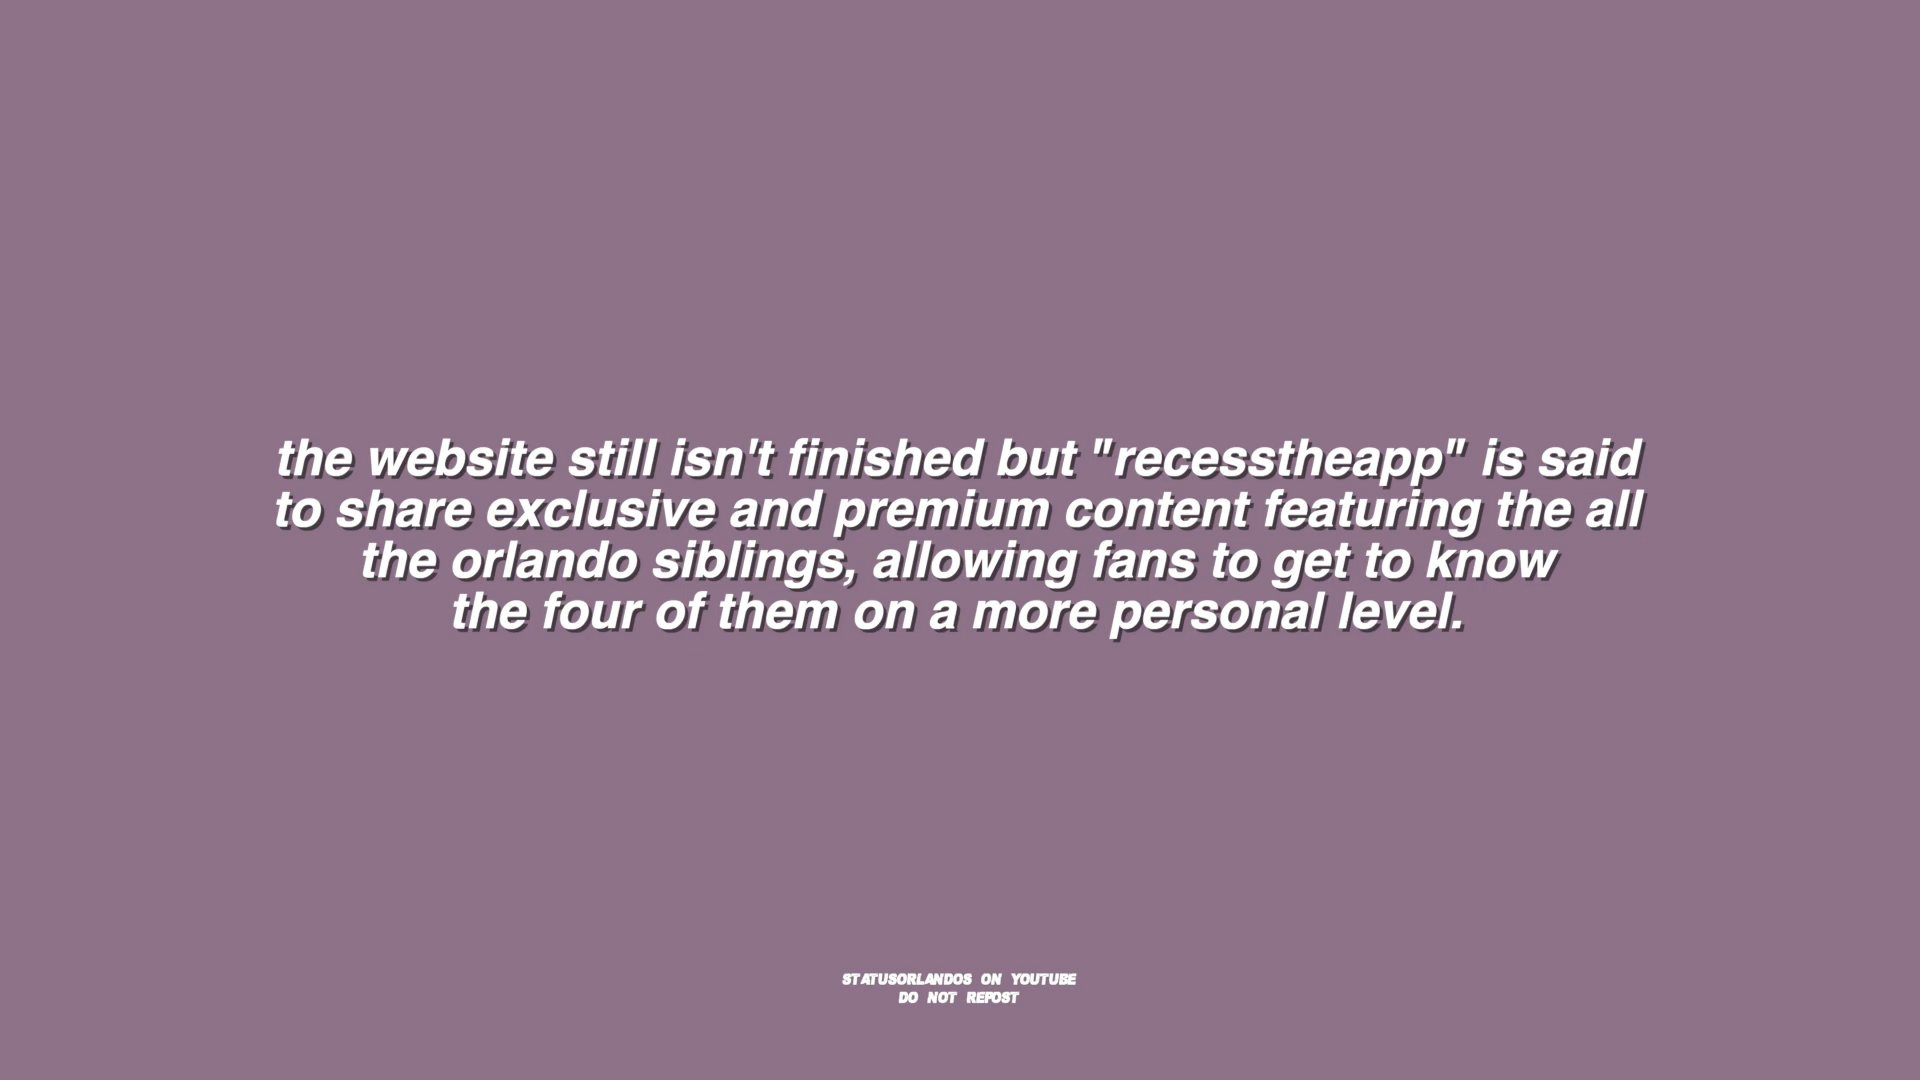 the website still isn't finished but "recesstheapp" is said
to share exclusive and premium content featuring the all
the orlando siblings, allowing fans to get to know
the four of them on a more personal level.
STATUSORLANDOS ON YOUTUBE
DO NOT REPOST